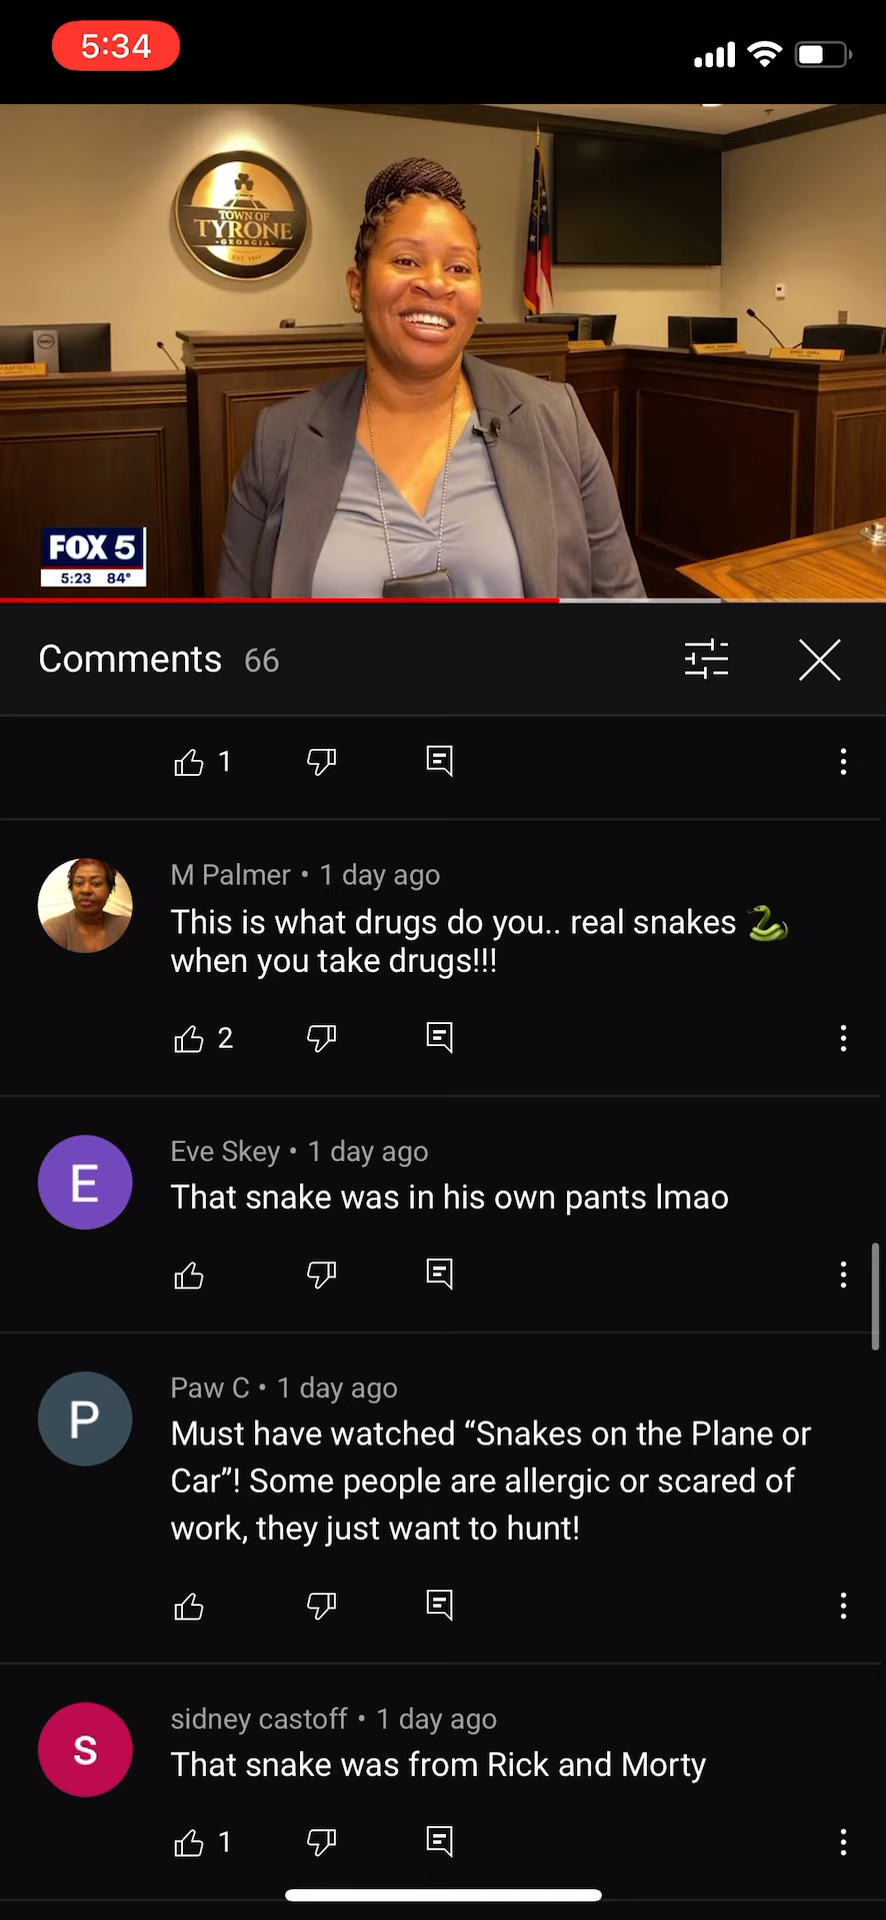 5:34
TOWN OF
TYRONE
GEORGIA
FOX 5
5:23 84°
Comments 66
1
M Palmer • 1 day ago
This is what drugs do you.. real snakes 🐍
when you take drugs!!!
2
E
Eve Skey • 1 day ago
That snake was in his own pants lmao
P
Paw C • 1 day ago
Must have watched “Snakes on the Plane or
Car”! Some people are allergic or scared of
work, they just want to hunt!
S
sidney castoff • 1 day ago
That snake was from Rick and Morty
1